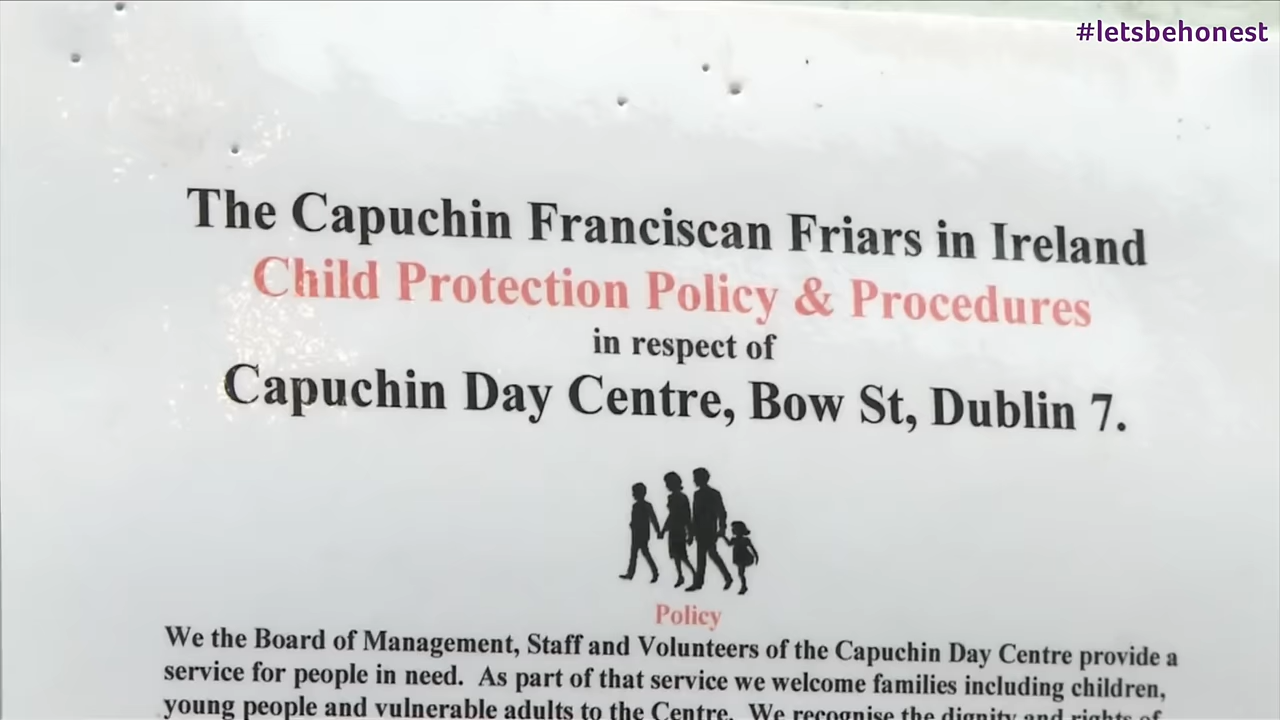 #letsbehonest
The Capuchin Franciscan Friars in Ireland
Child Protection Policy & Procedures
in respect of
Capuchin Day Centre, Bow St, Dublin 7.
Policy
We the Board of Management, Staff and Volunteers of the Capuchin Day Centre provide a
service for people in need. As part of that service we welcome families including children,
young people and vulnerable adults to the Centre. We recognise the dignity and rights of